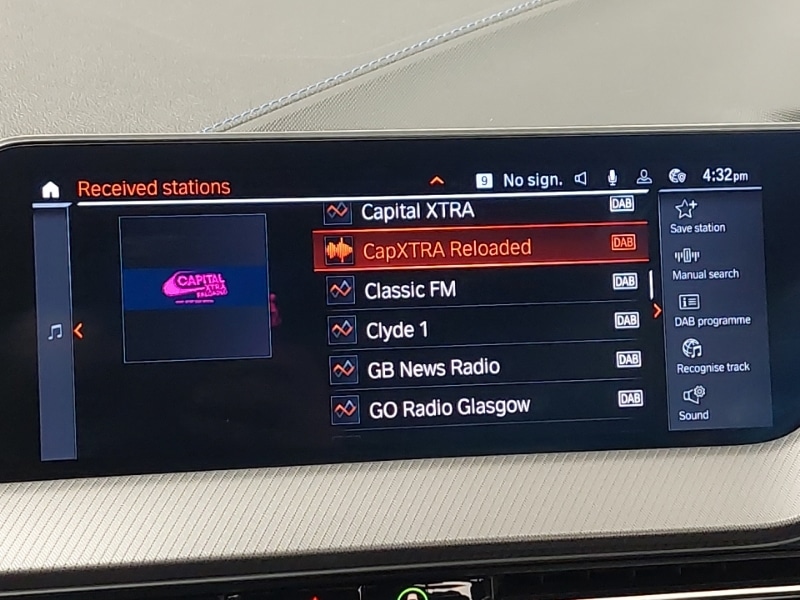 Received stations
9 No sign. 4:32pm
Capital XTRA DAB
CapXTRA Reloaded DAB
Classic FM DAB
Clyde 1 DAB
GB News Radio DAB
GO Radio Glasgow DAB
CAPITAL
XTRA
RELOADED
Save station
Manual search
DAB programme
Recognise track
Sound